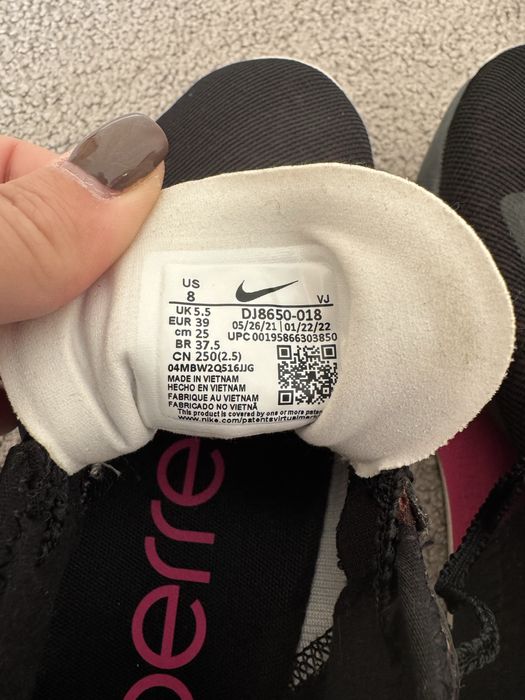 US
8
VJ
UK 5.5
EUR 39
cm 25
BR 37.5
CN 250(2.5)
DJ8650-018
05/26/21 01/22/22
UPC 00195866303850
04MBW2Q516JJG
MADE IN VIETNAM
HECHO EN VIETNAM
FABRIQUE AU VIETNAM
FABRICADO NO VIETNÃ
This product is covered by one or more patent
www.nike.com/patents
perre